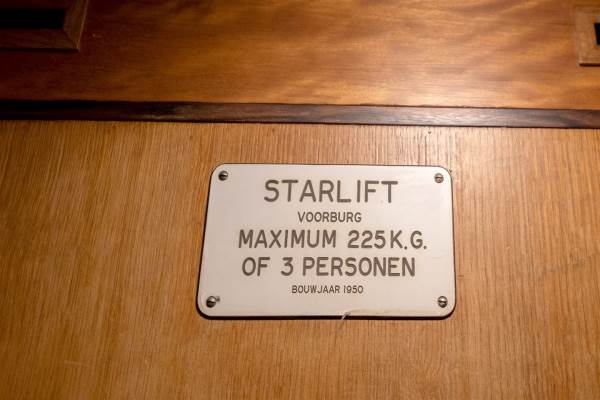 STARLIFT
VOORBURG
MAXIMUM 225 K.G.
OF 3 PERSONEN
BOUWJAAR 1950